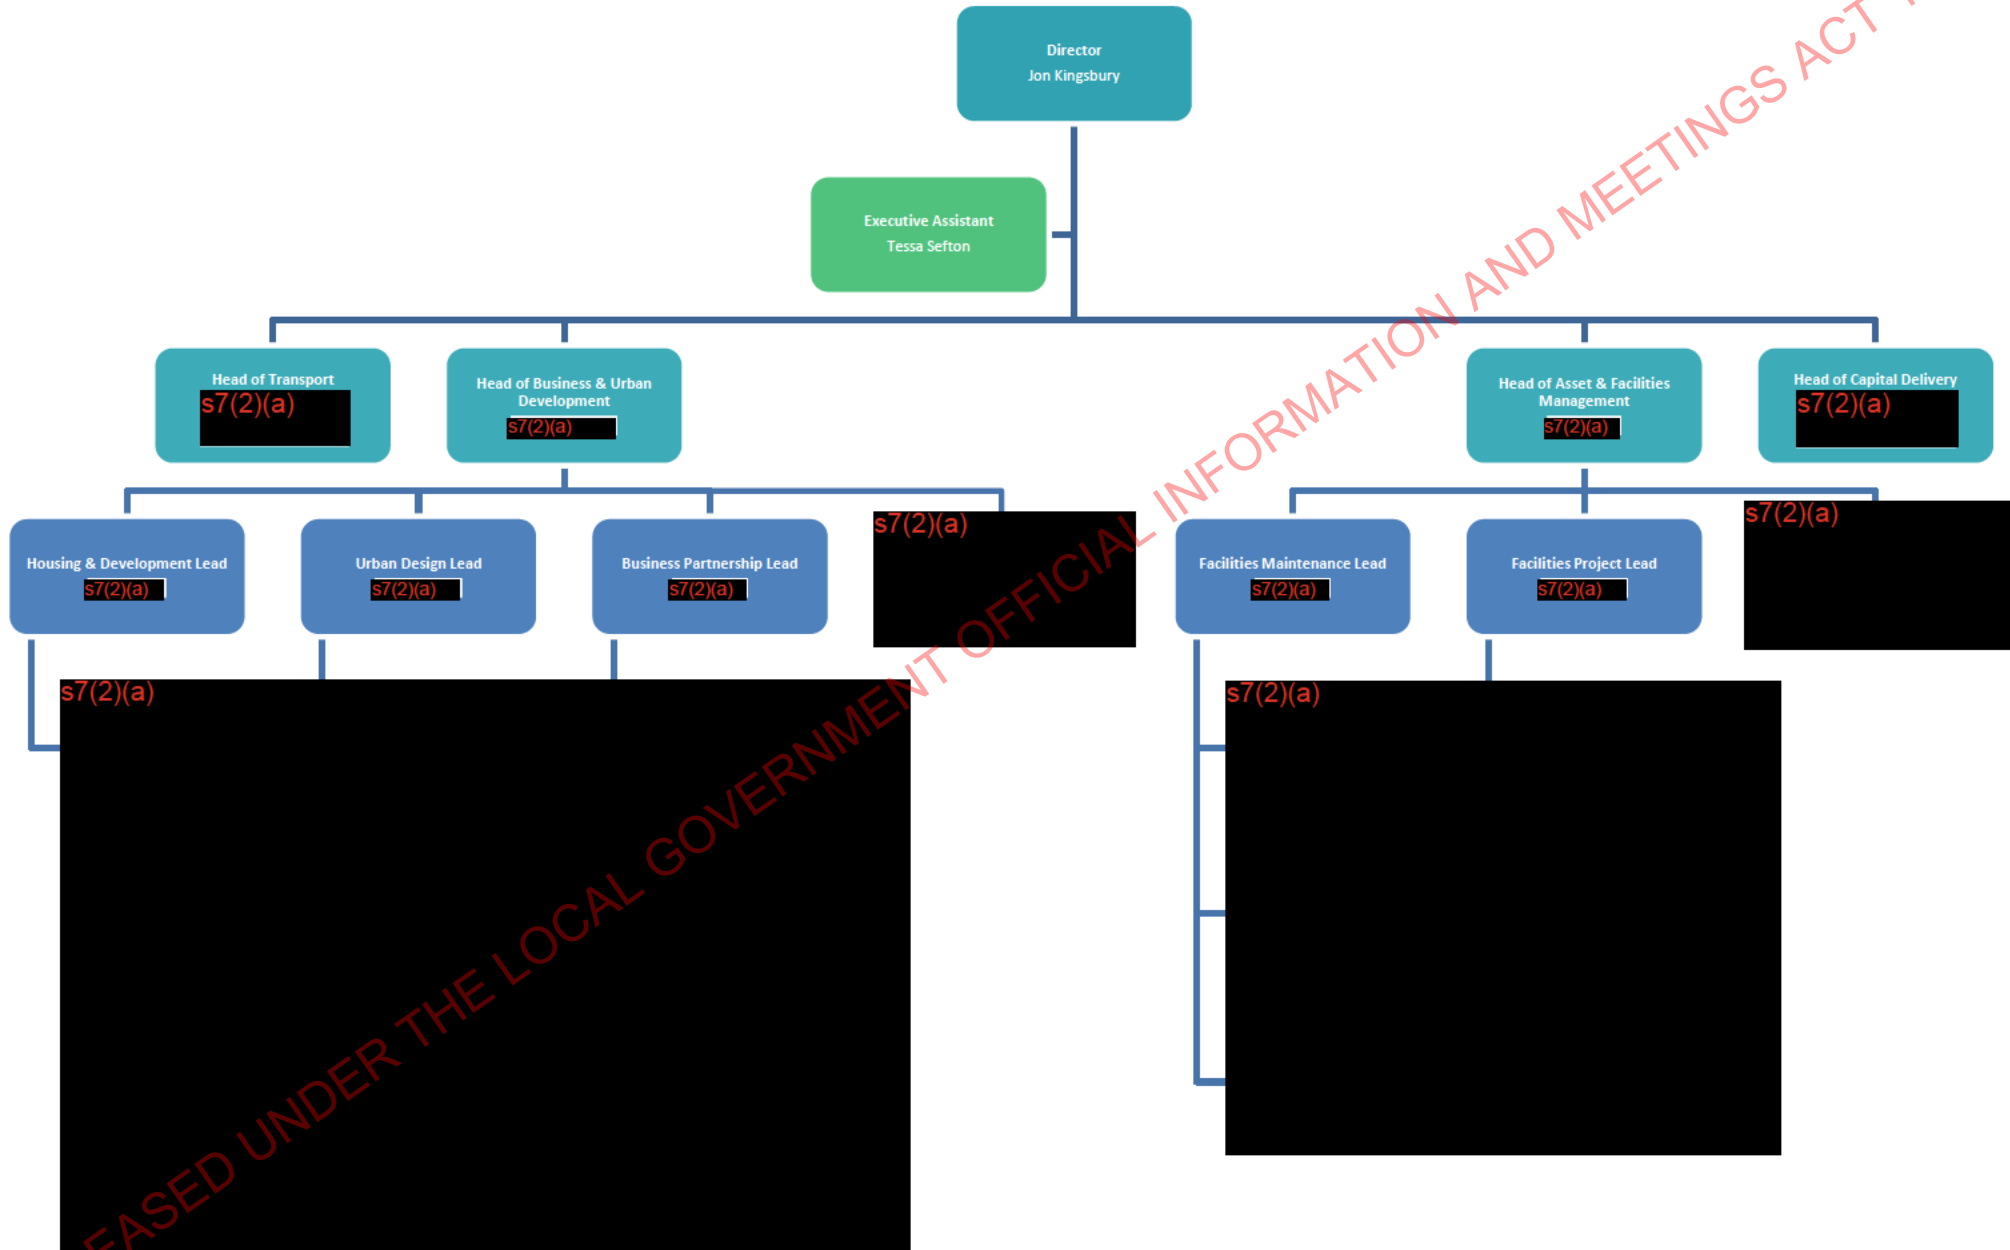 Director
Jon Kingsbury
Executive Assistant
Tessa Sefton
Head of Transport
s7(2)(a)
Head of Business & Urban
Development
s7(2)(a)
Head of Asset & Facilities
Management
s7(2)(a)
Head of Capital Delivery
s7(2)(a)
Housing & Development Lead
s7(2)(a)
Urban Design Lead
s7(2)(a)
Business Partnership Lead
s7(2)(a)
s7(2)(a)
Facilities Maintenance Lead
s7(2)(a)
Facilities Project Lead
s7(2)(a)
s7(2)(a)
s7(2)(a)
s7(2)(a)
EASED UNDER THE LOCAL GOVERNMENT OFFICIAL INFORMATION AND MEETINGS ACT